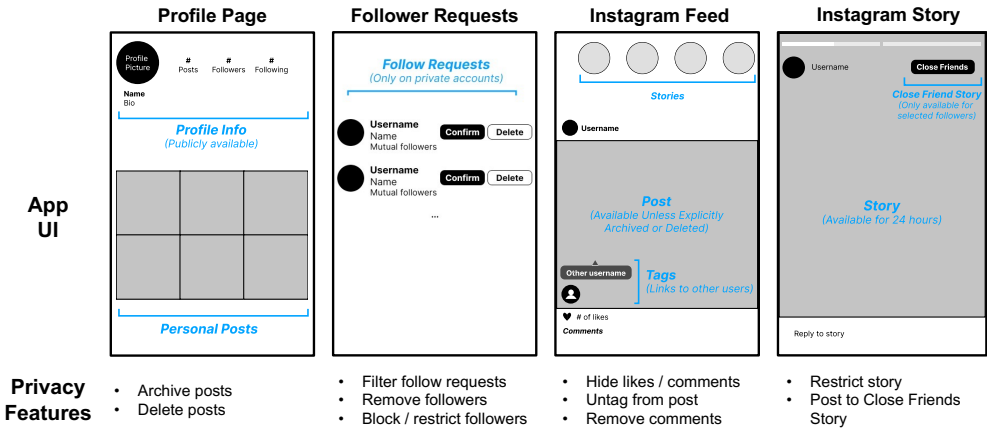 Profile Page
Follower Requests
Instagram Feed
Instagram Story
App
UI
Profile
Picture
#
Posts
#
Followers
#
Following
Name
Bio
Profile Info
(Publicly available)
Personal Posts
Follow Requests
(Only on private accounts)
Username
Name
Mutual followers
Confirm
Delete
Username
Name
Mutual followers
Confirm
Delete
...
Stories
Username
Post
(Available Unless Explicitly
Archived or Deleted)
Other username
Tags
(Links to other users)
# of likes
Comments
Username
Close Friends
Close Friend Story
(Only available for
selected followers)
Story
(Available for 24 hours)
Reply to story
Privacy
Features
• Archive posts
• Delete posts
• Filter follow requests
• Remove followers
• Block / restrict followers
• Hide likes / comments
• Untag from post
• Remove comments
• Restrict story
• Post to Close Friends
Story